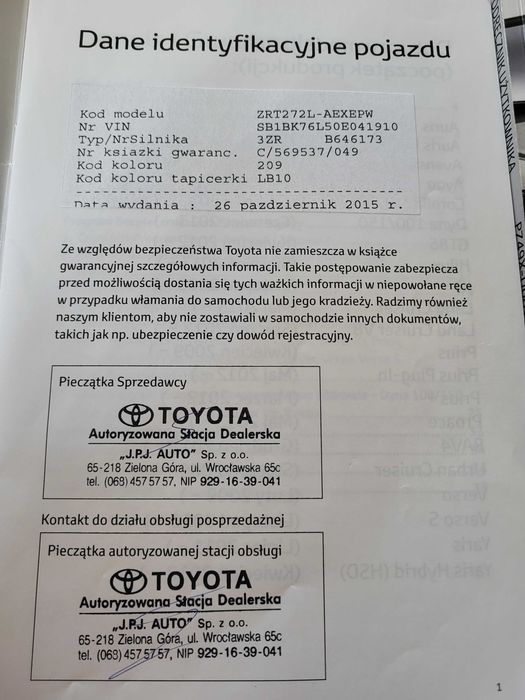 Dane identyfikacyjne pojazdu
Kod modelu ZRT272L-AEXEPW
Nr VIN SB1BK76L50E041910
Typ/NrSilnika 3ZR B646173
Nr ksiazki gwaranc. C/569537/049
Kod koloru 209
Kod koloru tapicerki LB10
Data wydania : 26 pazdziernik 2015 r.
Ze względów bezpieczeństwa Toyota nie zamieszcza w książce
gwarancyjnej szczegółowych informacji. Takie postępowanie zabezpiecza
przed możliwością dostania się tych ważkich informacji w niepowołane ręce
w przypadku włamania do samochodu lub jego kradzieży. Radzimy również
naszym klientom, aby nie zostawiali w samochodzie innych dokumentów,
takich jak np. ubezpieczenie czy dowód rejestracyjny.
Pieczątka Sprzedawcy
TOYOTA
Autoryzowana Stacja Dealerska
„J.P.J. AUTO” Sp. z o.o.
65-218 Zielona Góra, ul. Wrocławska 65c
tel. (068) 457 57 57, NIP 929-16-39-041
Kontakt do działu obsługi posprzedażnej
Pieczątka autoryzowanej stacji obsługi
TOYOTA
Autoryzowana Stacja Dealerska
„J.P.J. AUTO” Sp. z o.o.
65-218 Zielona Góra, ul. Wrocławska 65c
tel. (068) 457 57 57, NIP 929-16-39-041
1